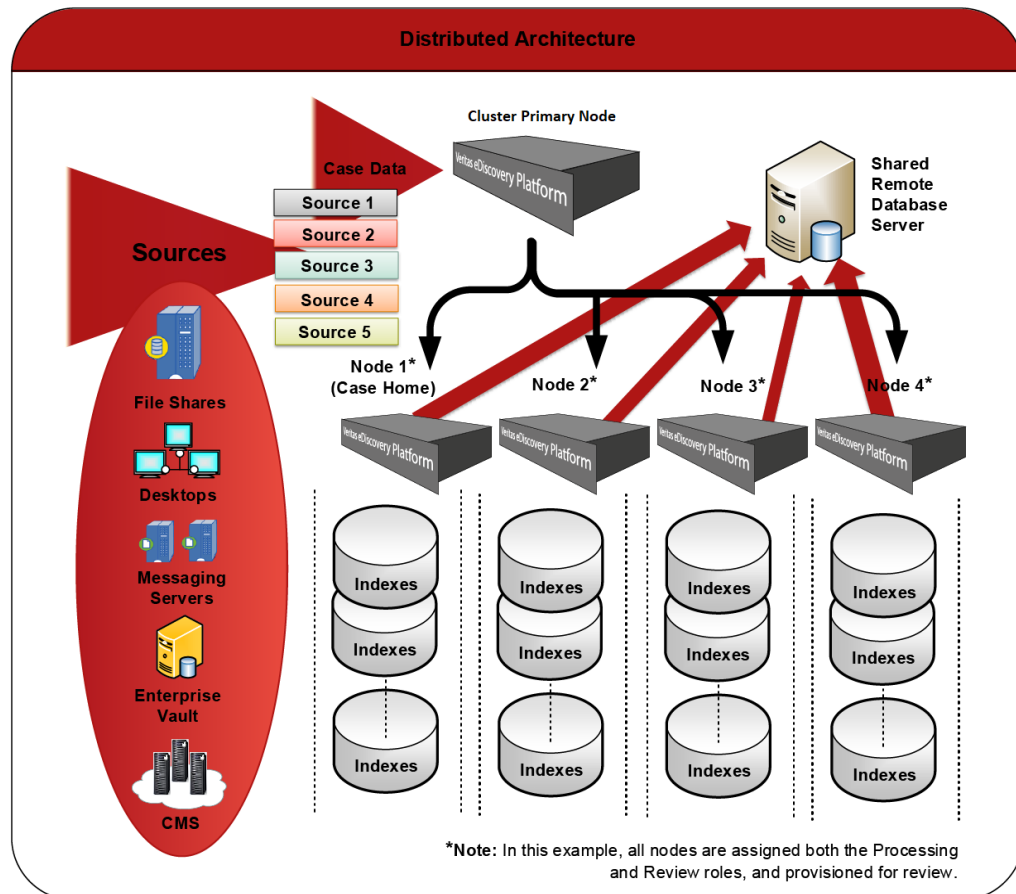 Distributed Architecture
Cluster Primary Node
Veritas eDiscovery Platform
Case Data
Shared
Remote
Database
Server
Sources
Source 1
Source 2
Source 3
Source 4
Source 5
File Shares
Desktops
Messaging
Servers
Enterprise
Vault
CMS
Node 1*
(Case Home)
Node 2*
Node 3*
Node 4*
Veritas eDiscovery Platform
Veritas eDiscovery Platform
Veritas eDiscovery Platform
Veritas eDiscovery Platform
Indexes
Indexes
Indexes
Indexes
Indexes
Indexes
Indexes
Indexes
Indexes
Indexes
Indexes
Indexes
*Note: In this example, all nodes are assigned both the Processing
and Review roles, and provisioned for review.